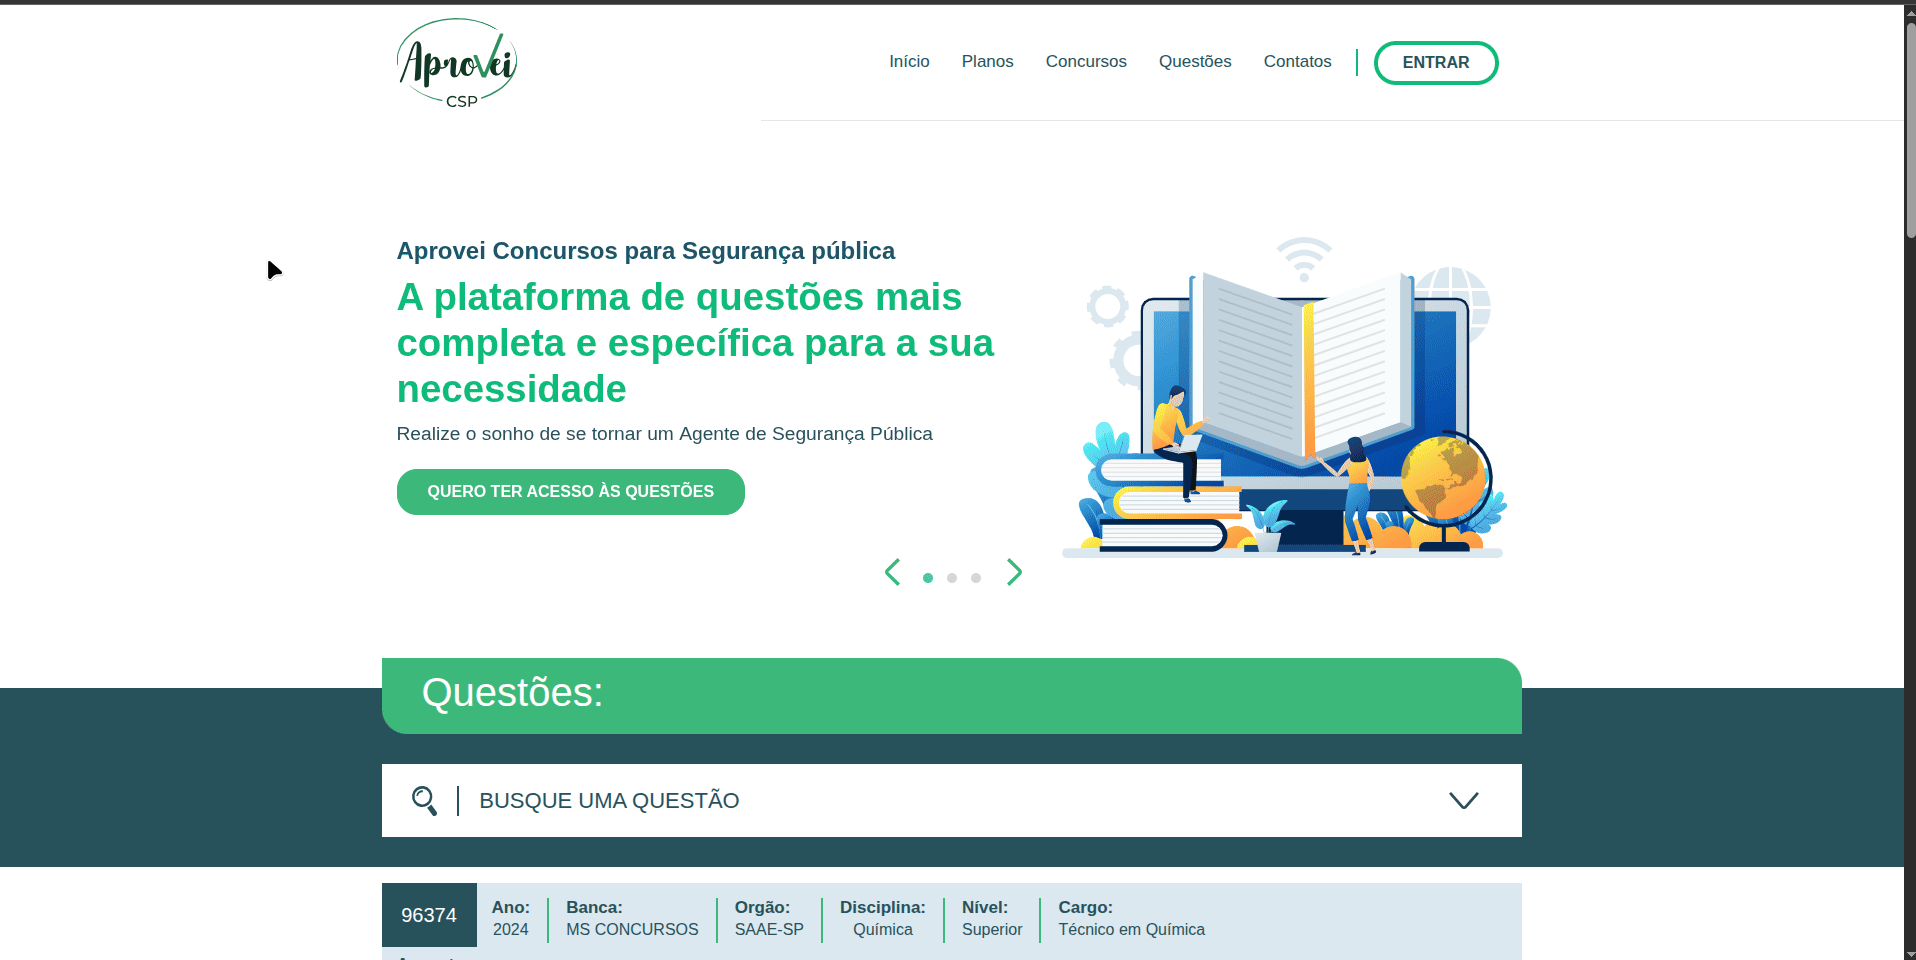 Aprovei
CSP
Início
Planos
Concursos
Questões
Contatos
ENTRAR
Aprovei Concursos para Segurança pública
A plataforma de questões mais
completa e específica para a sua
necessidade
Realize o sonho de se tornar um Agente de Segurança Pública
QUERO TER ACESSO ÀS QUESTÕES
Questões:
BUSQUE UMA QUESTÃO
96374
Ano:
2024
Banca:
MS CONCURSOS
Orgão:
SAAE-SP
Disciplina:
Química
Nível:
Superior
Cargo:
Técnico em Química